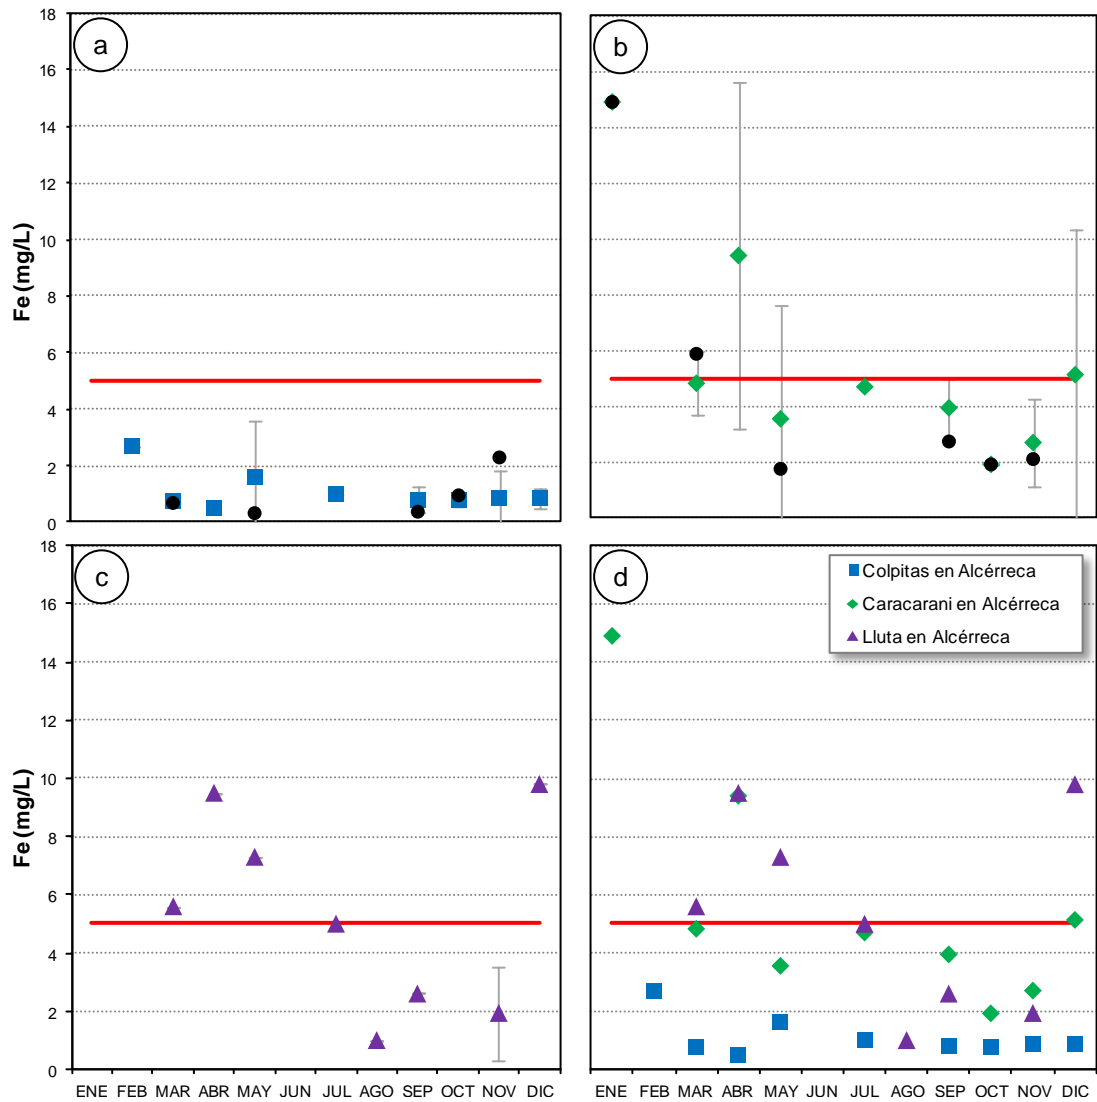 18
16
14
12
10
8
6
4
2
0
Fe (mg/L)
a
b
18
16
14
12
10
8
6
4
2
0
Fe (mg/L)
c
d
Colpitas en Alcérreca
Caracarani en Alcérreca
Lluta en Alcérreca
ENE FEB MAR ABR MAY JUN JUL AGO SEP OCT NOV DIC
ENE FEB MAR ABR MAY JUN JUL AGO SEP OCT NOV DIC